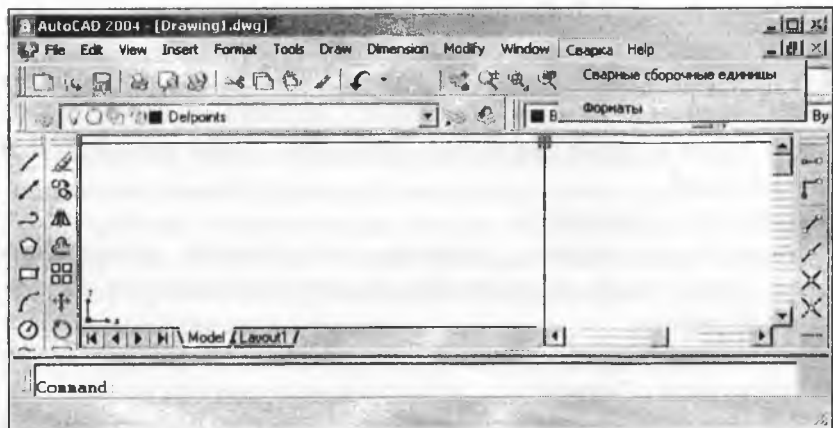 AutoCAD 2004 - [Drawing1.dwg]
File Edit View Insert Format Tools Draw Dimension Modify Window Сварка Help
Сварные сборочные единицы
Форматы
Delpoints
B
By
Y
X
Model Layout1
Command: